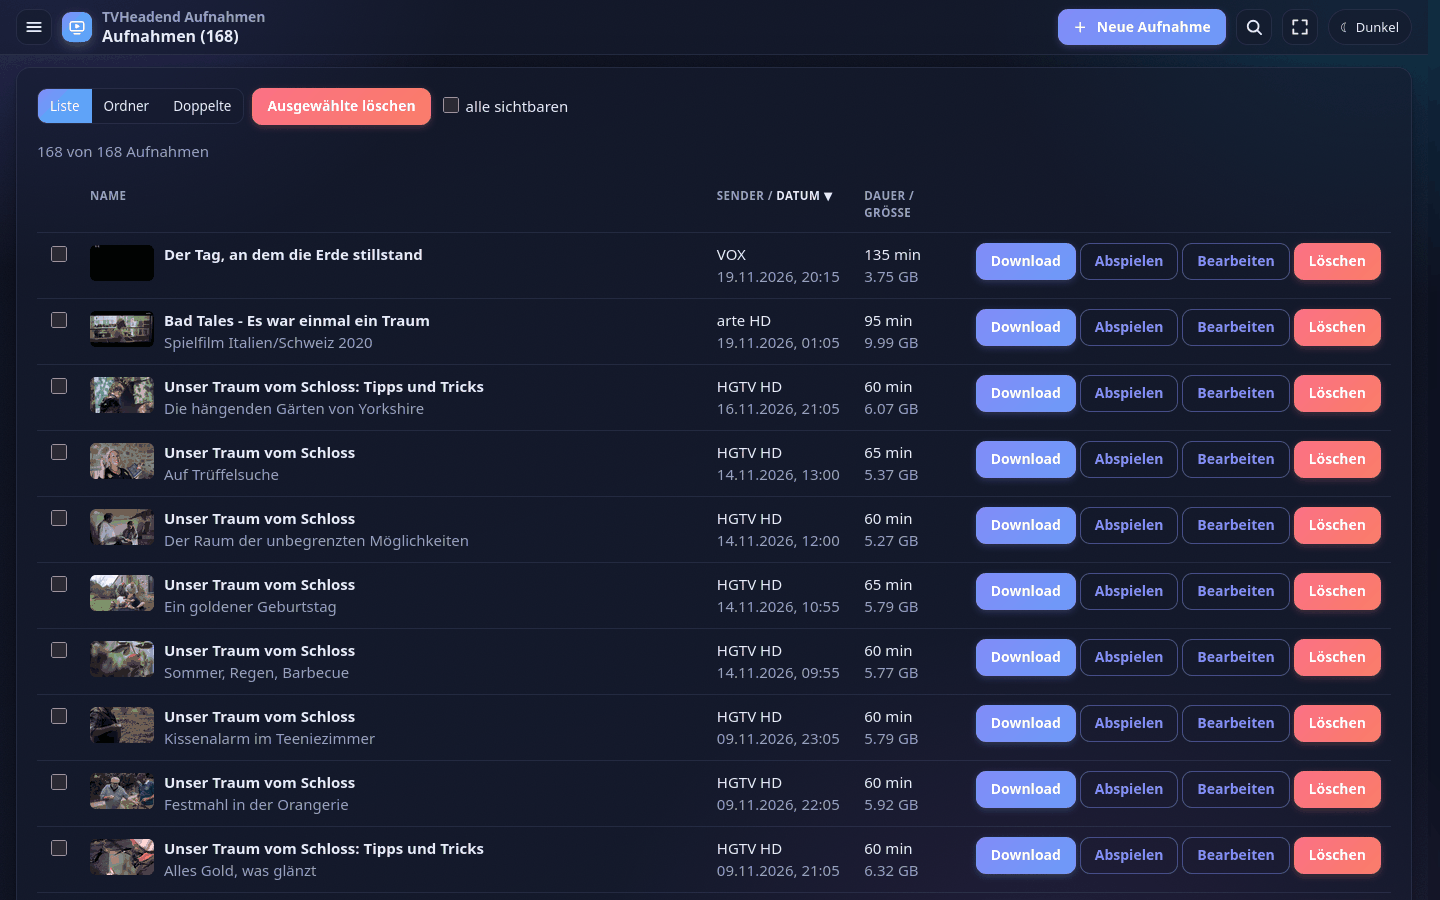 TVHeadend Aufnahmen
Aufnahmen (168)
+ Neue Aufnahme
☾ Dunkel
Liste Ordner Doppelte Ausgewählte löschen alle sichtbaren
168 von 168 Aufnahmen
NAME SENDER / DATUM ▼ DAUER /
GRÖSSE
Der Tag, an dem die Erde stillstand VOX 135 min Download Abspielen Bearbeiten Löschen
19.11.2026, 20:15 3.75 GB
Bad Tales - Es war einmal ein Traum arte HD 95 min Download Abspielen Bearbeiten Löschen
Spielfilm Italien/Schweiz 2020 19.11.2026, 01:05 9.99 GB
Unser Traum vom Schloss: Tipps und Tricks HGTV HD 60 min Download Abspielen Bearbeiten Löschen
Die hängenden Gärten von Yorkshire 16.11.2026, 21:05 6.07 GB
Unser Traum vom Schloss HGTV HD 65 min Download Abspielen Bearbeiten Löschen
Auf Trüffelsuche 14.11.2026, 13:00 5.37 GB
Unser Traum vom Schloss HGTV HD 60 min Download Abspielen Bearbeiten Löschen
Der Raum der unbegrenzten Möglichkeiten 14.11.2026, 12:00 5.27 GB
Unser Traum vom Schloss HGTV HD 65 min Download Abspielen Bearbeiten Löschen
Ein goldener Geburtstag 14.11.2026, 10:55 5.79 GB
Unser Traum vom Schloss HGTV HD 60 min Download Abspielen Bearbeiten Löschen
Sommer, Regen, Barbecue 14.11.2026, 09:55 5.77 GB
Unser Traum vom Schloss HGTV HD 60 min Download Abspielen Bearbeiten Löschen
Kissenalarm im Teeniezimmer 09.11.2026, 23:05 5.79 GB
Unser Traum vom Schloss HGTV HD 60 min Download Abspielen Bearbeiten Löschen
Festmahl in der Orangerie 09.11.2026, 22:05 5.92 GB
Unser Traum vom Schloss: Tipps und Tricks HGTV HD 60 min Download Abspielen Bearbeiten Löschen
Alles Gold, was glänzt 09.11.2026, 21:05 6.32 GB